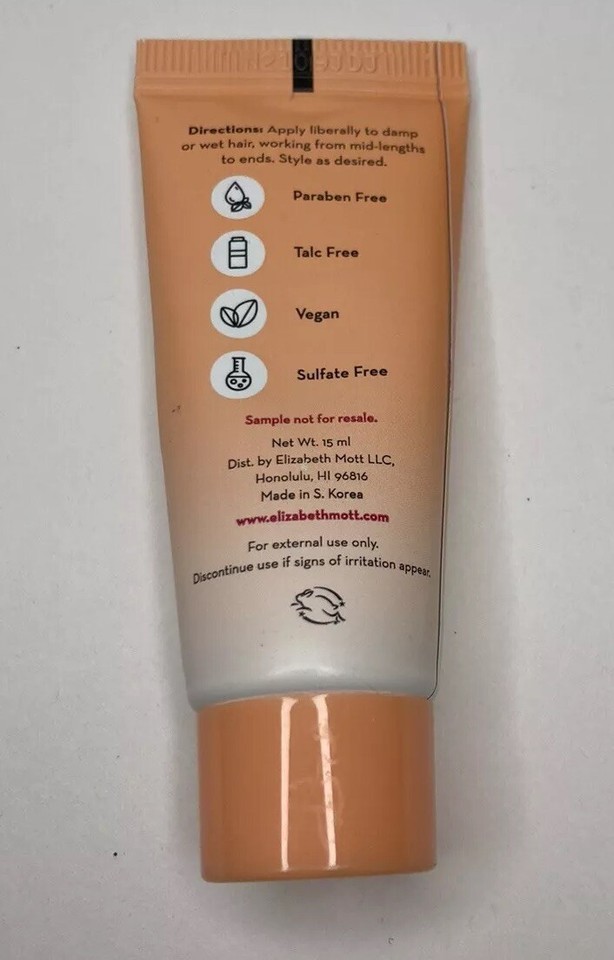 Directions: Apply liberally to damp
or wet hair, working from mid-lengths
to ends. Style as desired.
Paraben Free
Talc Free
Vegan
Sulfate Free
Sample not for resale.
Net Wt. 15 ml
Dist. by Elizabeth Mott LLC,
Honolulu, HI 96816
Made in S. Korea
www.elizabethmott.com
For external use only.
Discontinue use if signs of irritation appear.